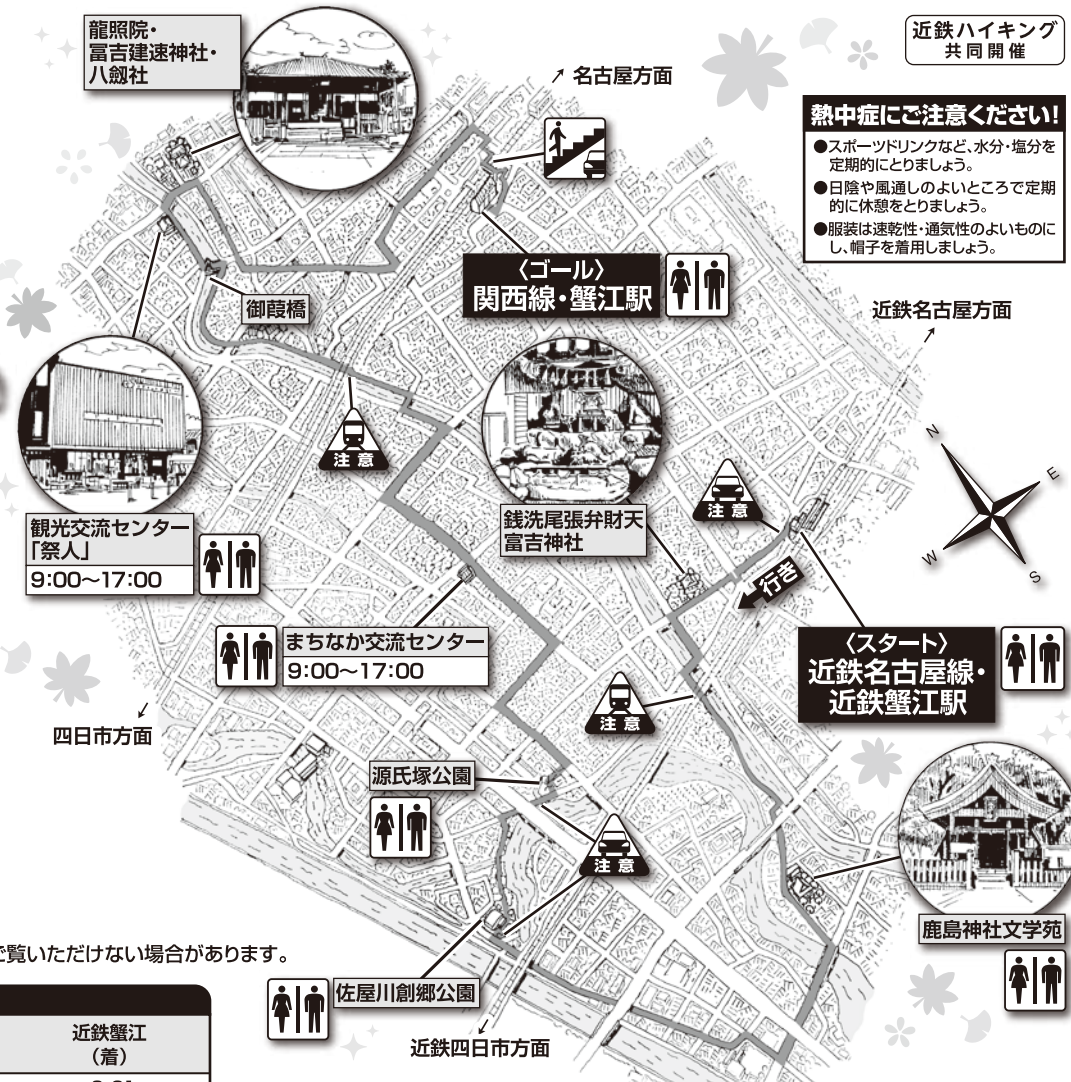 龍照院・
冨吉建速神社・
八劔社
↗ 名古屋方面
近鉄ハイキング
共同開催
熱中症にご注意ください!
●スポーツドリンクなど、水分・塩分を
定期的にとりましょう。
●日陰や風通しのよいところで定期
的に休憩をとりましょう。
●服装は速乾性・通気性のよいものに
し、帽子を着用しましょう。
〈ゴール〉
関西線・蟹江駅
御葭橋
近鉄名古屋方面
注意
N
E
W
S
観光交流センター
「祭人」
9:00〜17:00
銭洗尾張弁財天
富吉神社
注意
行き
まちなか交流センター
9:00〜17:00
〈スタート〉
近鉄名古屋線・
近鉄蟹江駅
注意
四日市方面
源氏塚公園
注意
鹿島神社文学苑
ご覧いただけない場合があります。
佐屋川創郷公園
近鉄四日市方面
近鉄蟹江
(着)